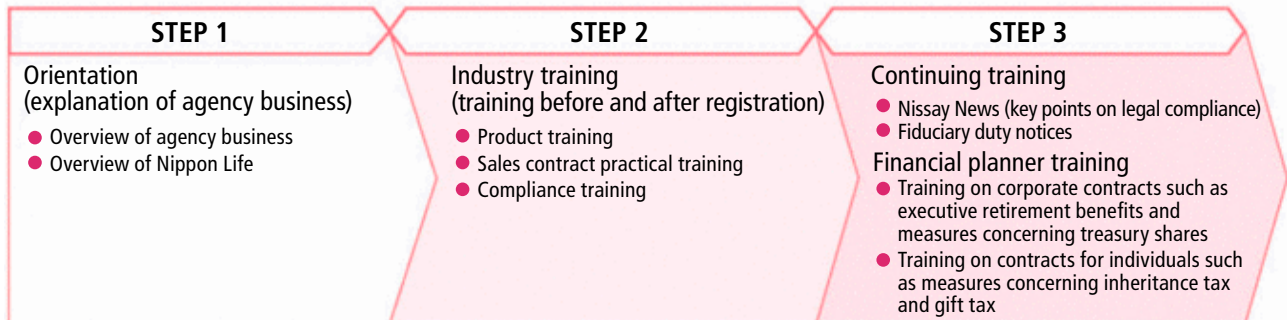 STEP 1
Orientation
(explanation of agency business)
● Overview of agency business
● Overview of Nippon Life
STEP 2
Industry training
(training before and after registration)
● Product training
● Sales contract practical training
● Compliance training
STEP 3
Continuing training
● Nissay News (key points on legal compliance)
● Fiduciary duty notices
Financial planner training
● Training on corporate contracts such as
executive retirement benefits and
measures concerning treasury shares
● Training on contracts for individuals such
as measures concerning inheritance tax
and gift tax